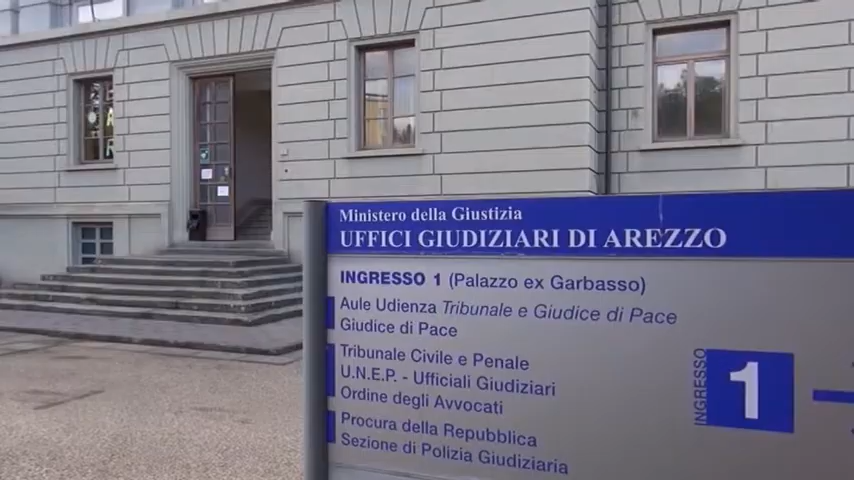 Ministero della Giustizia
UFFICI GIUDIZIARI DI AREZZO
INGRESSO 1 (Palazzo ex Garbasso)
Aule Udienza Tribunale e Giudice di Pace
Giudice di Pace
Tribunale Civile e Penale
U.N.E.P. - Ufficiali Giudiziari
Ordine degli Avvocati
Procura della Repubblica
Sezione di Polizia Giudiziaria
INGRESSO
1